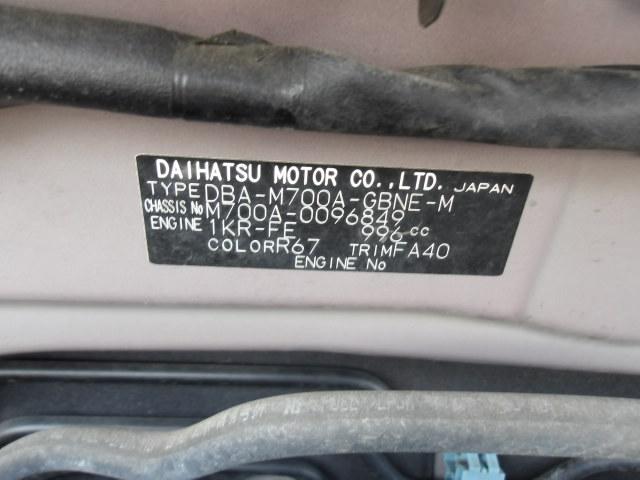 DAIHATSU MOTOR CO.,LTD. JAPAN
TYPE DBA-M700A-GBNE-M
CHASSIS No M700A-0096849
ENGINE 1KR-FE 996 cc
COLOR R67 TRIM FA40
ENGINE No